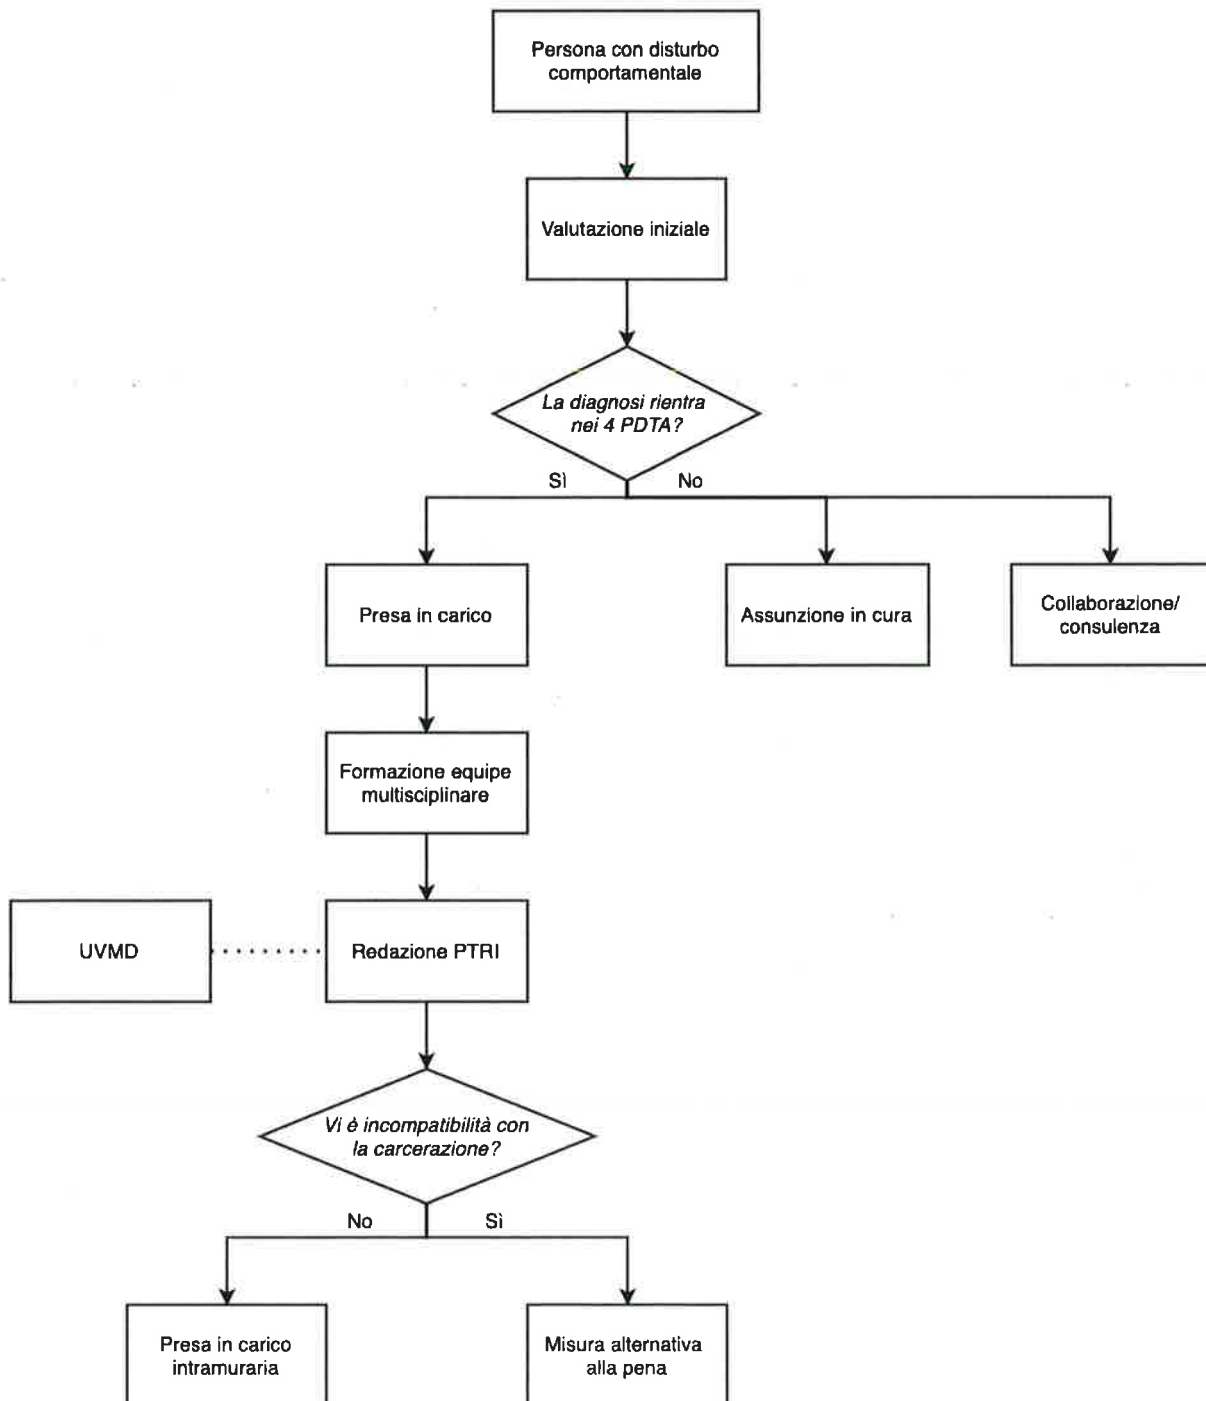 Persona con disturbo
comportamentale
Valutazione iniziale
La diagnosi rientra
nei 4 PDTA?
Sì
No
Presa in carico
Assunzione in cura
Collaborazione/
consulenza
Formazione equipe
multisciplinare
UVMD
Redazione PTRI
Vi è incompatibilità con
la carcerazione?
No
Sì
Presa in carico
intramuraria
Misura alternativa
alla pena